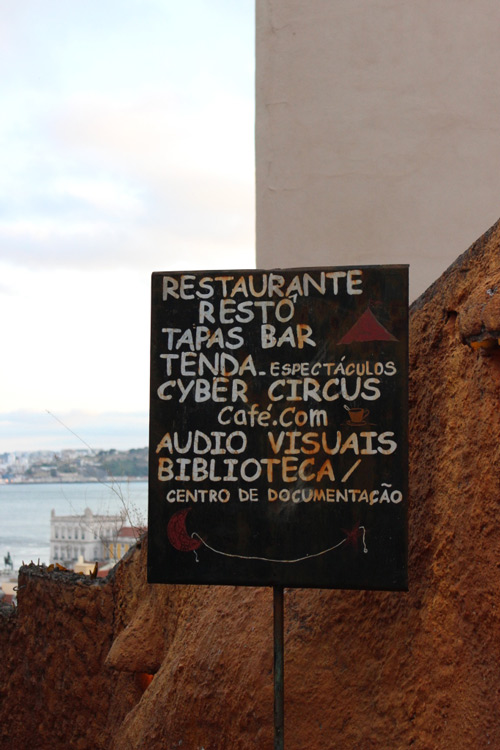 RESTAURANTE
RESTÔ
TAPAS BAR
TENDA - ESPECTÁCULOS
CYBER CIRCUS
Café.Com
AUDIO VISUAIS
BIBLIOTECA /
CENTRO DE DOCUMENTAÇÃO